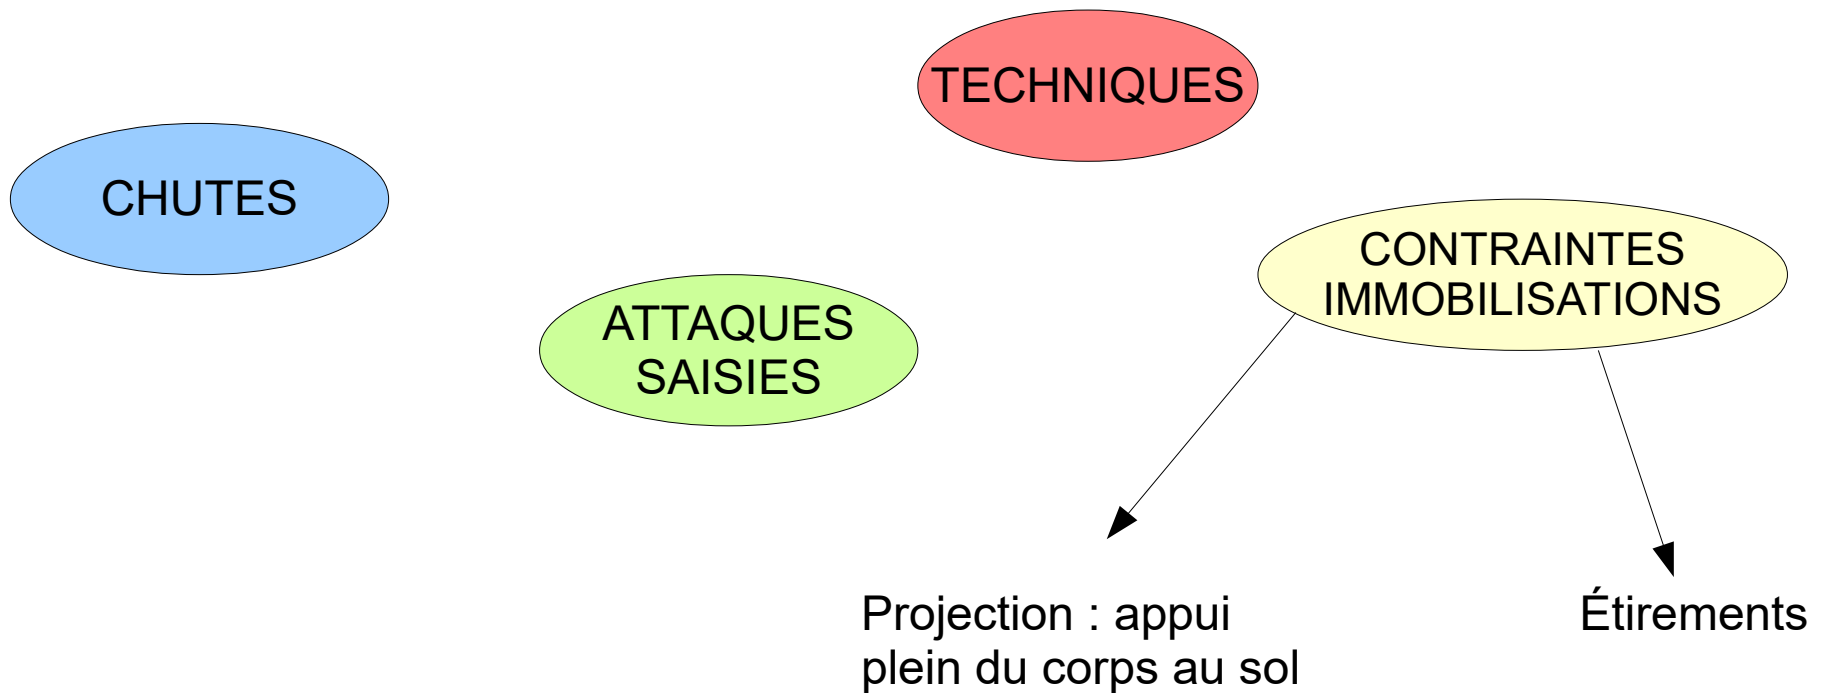 TECHNIQUES
CHUTES
CONTRAINTES
IMMOBILISATIONS
ATTAQUES
SAISIES
Projection : appui
plein du corps au sol
Étirements